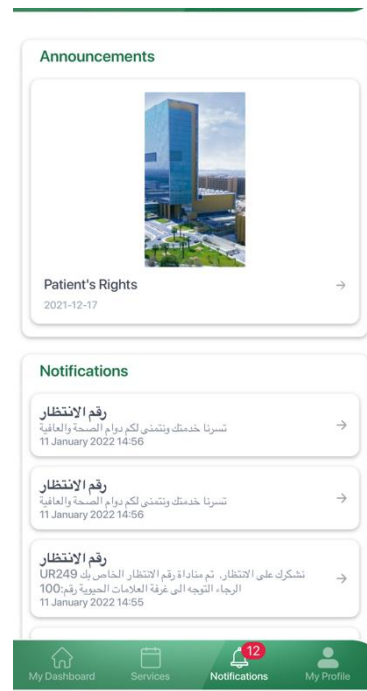 Announcements
Patient's Rights
2021-12-17
Notifications
رقم الانتظار
تسرنا خدمتك ونتمنى لكم دوام الصحة والعافية
11 January 2022 14:56
رقم الانتظار
تسرنا خدمتك ونتمنى لكم دوام الصحة والعافية
11 January 2022 14:56
رقم الانتظار
نشكرك على الانتظار. تم مناداة رقم الانتظار الخاص بك UR249
الرجاء التوجه الى غرفة العلامات الحيوية رقم:100
11 January 2022 14:55
12
My Dashboard
Services
Notifications
My Profile